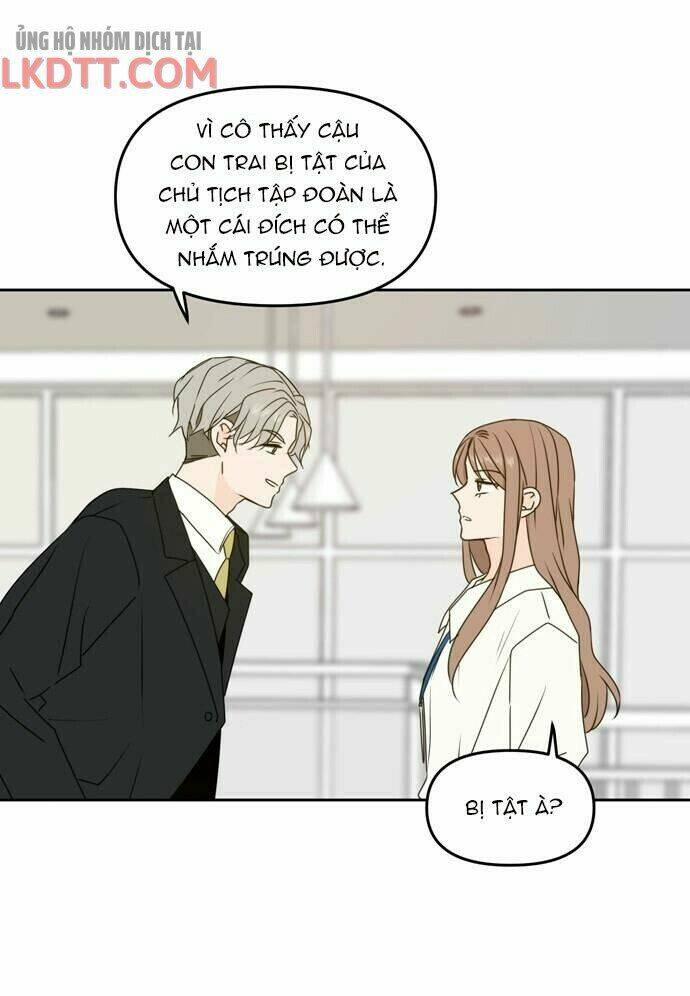 ỦNG HỘ NHÓM DỊCH TẠI
LKDTT.COM
VÌ CÔ THẤY CẬU
CON TRAI BỊ TẬT CỦA
CHỦ TỊCH TẬP ĐOÀN LÀ
MỘT CÁI ĐÍCH CÓ THỂ
NHẮM TRÚNG ĐƯỢC.
BỊ TẬT À?